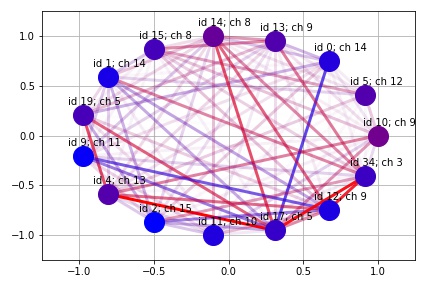 id 14; ch 8
id 15; ch 8
id 13; ch 9
id 1; ch 14
id 0; ch 14
id 19; ch 5
id 5; ch 12
id 9; ch 11
id 10; ch 9
id 4; ch 13
id 34; ch 3
id 2; ch 15
id 12; ch 9
id 11; ch 10
id 17; ch 5
1.0
0.5
0.0
−0.5
−1.0
−1.0
−0.5
0.0
0.5
1.0